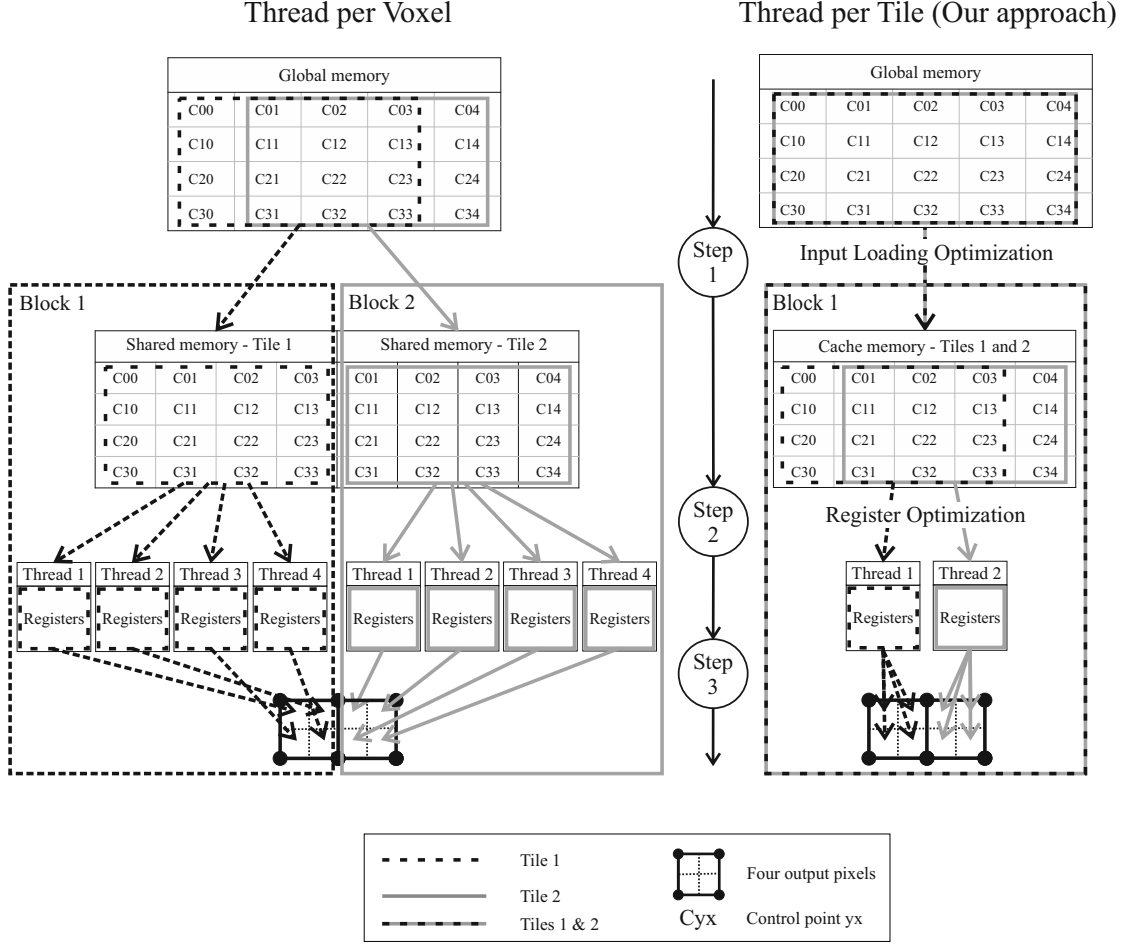 Thread per Voxel
Thread per Tile (Our approach)
Global memory
C00 C01 C02 C03 C04
C10 C11 C12 C13 C14
C20 C21 C22 C23 C24
C30 C31 C32 C33 C34
Block 1
Shared memory - Tile 1
C00 C01 C02 C03
C10 C11 C12 C13
C20 C21 C22 C23
C30 C31 C32 C33
Thread 1 Thread 2 Thread 3 Thread 4
Registers Registers Registers Registers
Block 2
Shared memory - Tile 2
C01 C02 C03 C04
C11 C12 C13 C14
C21 C22 C23 C24
C31 C32 C33 C34
Thread 1 Thread 2 Thread 3 Thread 4
Registers Registers Registers Registers
Step
1
Step
2
Step
3
Global memory
C00 C01 C02 C03 C04
C10 C11 C12 C13 C14
C20 C21 C22 C23 C24
C30 C31 C32 C33 C34
Input Loading Optimization
Block 1
Cache memory - Tiles 1 and 2
C00 C01 C02 C03 C04
C10 C11 C12 C13 C14
C20 C21 C22 C23 C24
C30 C31 C32 C33 C34
Register Optimization
Thread 1 Thread 2
Registers Registers
Tile 1
Tile 2
Tiles 1 & 2
Four output pixels
Cyx Control point yx